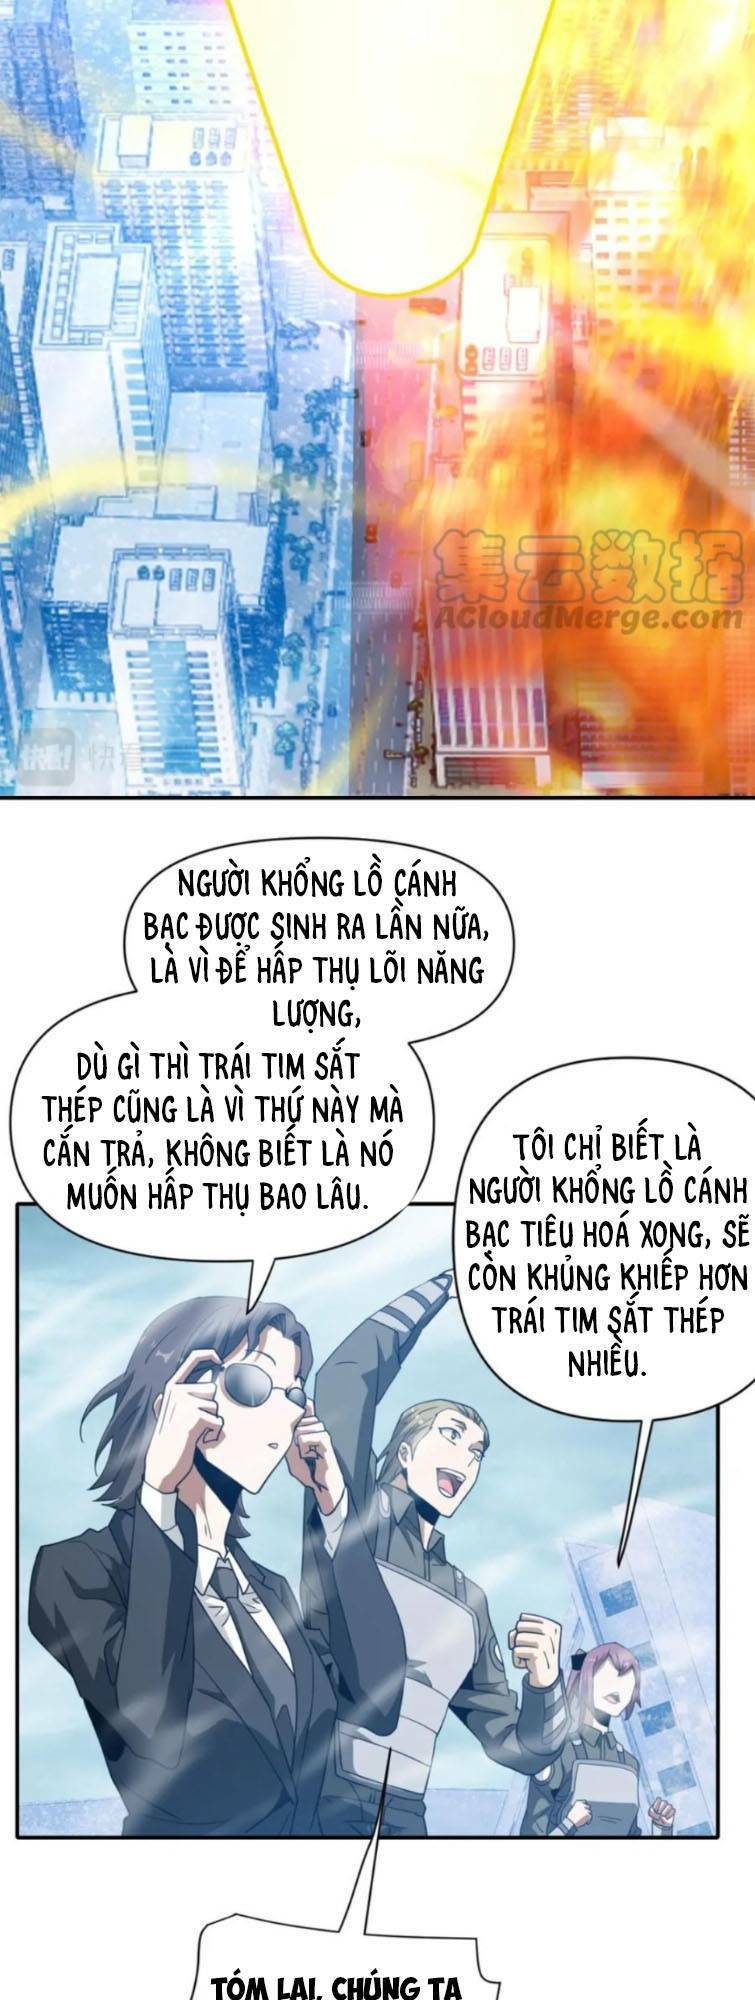 集云数据
ACloudMerge.com
快看! 快看
NGƯỜI KHỔNG LỒ CÁNH
BẠC ĐƯỢC SINH RA LẦN NỮA,
LÀ VÌ ĐỂ HẤP THỤ LÕI NĂNG
LƯỢNG,
DÙ GÌ THÌ TRÁI TIM SẮT
THÉP CŨNG LÀ VÌ THỨ NÀY MÀ
CẮN TRẢ, KHÔNG BIẾT LÀ NÓ
MUỐN HẤP THỤ BAO LÂU.
TÔI CHỈ BIẾT LÀ
NGƯỜI KHỔNG LỒ CÁNH
BẠC TIÊU HOÁ XONG, SẼ
CÒN KHỦNG KHIẾP HƠN
TRÁI TIM SẮT THÉP
NHIỀU.
TÓM LẠI, CHÚNG TA